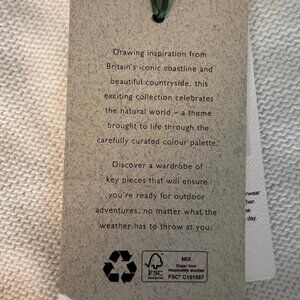 Drawing inspiration from
Britain's iconic coastline and
beautiful countryside, this
exciting collection celebrates
the natural world – a theme
brought to life through the
carefully curated colour palette.
Discover a wardrobe of
key pieces that will ensure
you're ready for outdoor
adventures, no matter what the
weather has to throw at you.
FSC
MIX
Paper from
responsible sources
FSC® C101537
day.